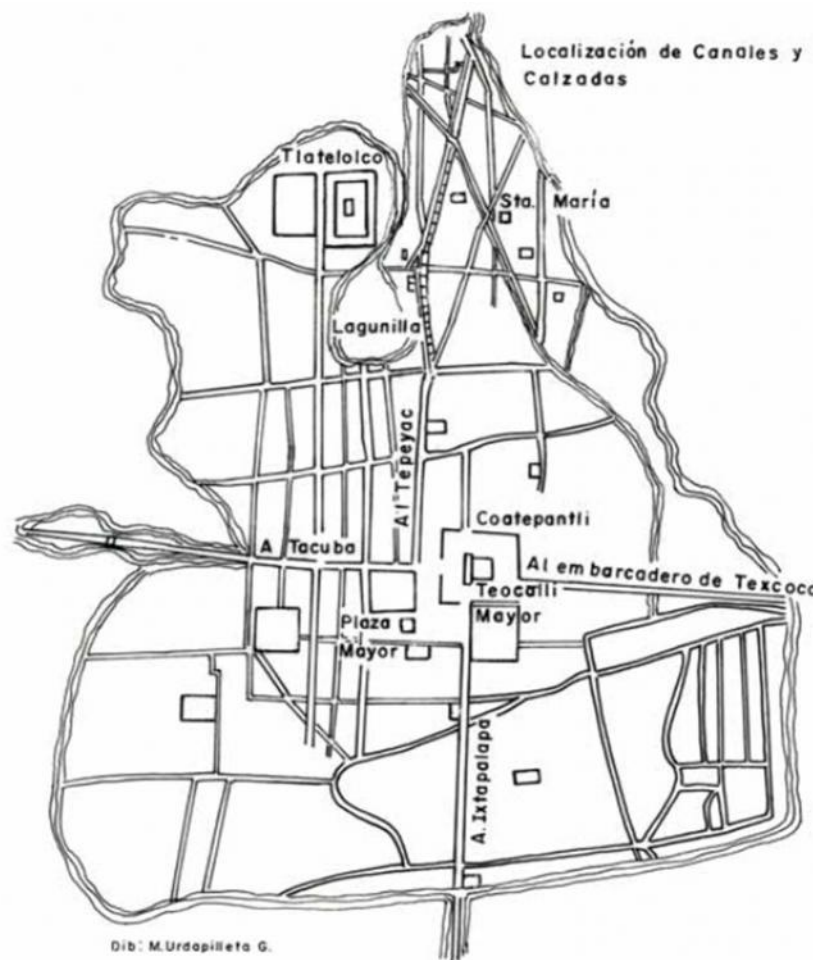 Localización de Canales y
Calzadas
Tlatelolco
Sta. María
Lagunilla
Al Tepeyac
Coatepantli
A Tacuba
Al embarcadero de Texcoco
Teocalli
Mayor
Plaza
Mayor
A. Ixtapalapa
Dib: M. Urdapilleta G.